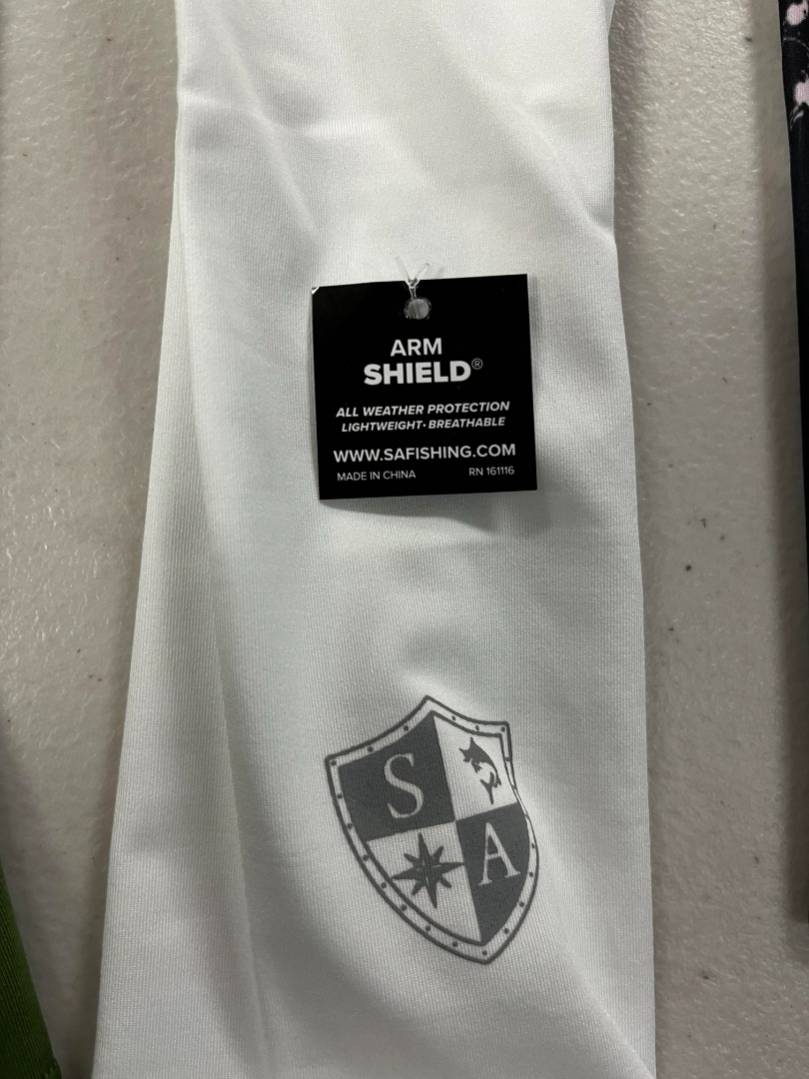 ARM
SHIELD®
ALL WEATHER PROTECTION
LIGHTWEIGHT·BREATHABLE
WWW.SAFISHING.COM
MADE IN CHINA RN 161116
S
A